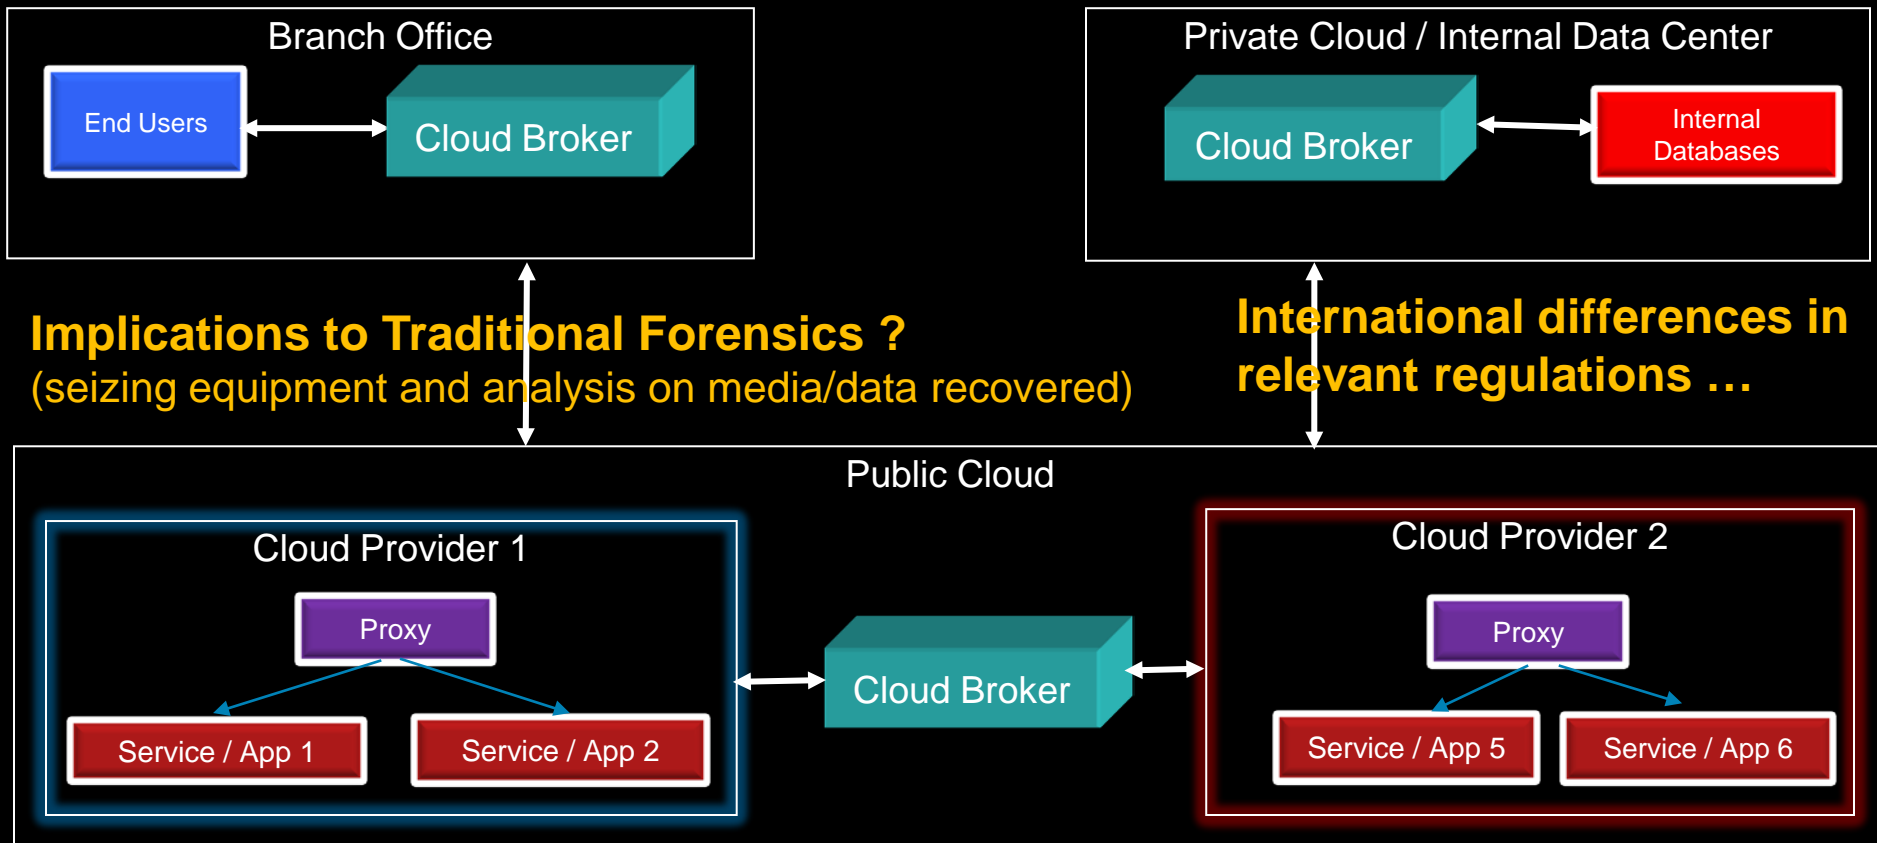 Branch Office
End Users
Cloud Broker
Private Cloud / Internal Data Center
Cloud Broker
Internal
Databases
Implications to Traditional Forensics ?
(seizing equipment and analysis on media/data recovered)
International differences in
relevant regulations …
Public Cloud
Cloud Provider 1
Proxy
Service / App 1
Service / App 2
Cloud Broker
Cloud Provider 2
Proxy
Service / App 5
Service / App 6